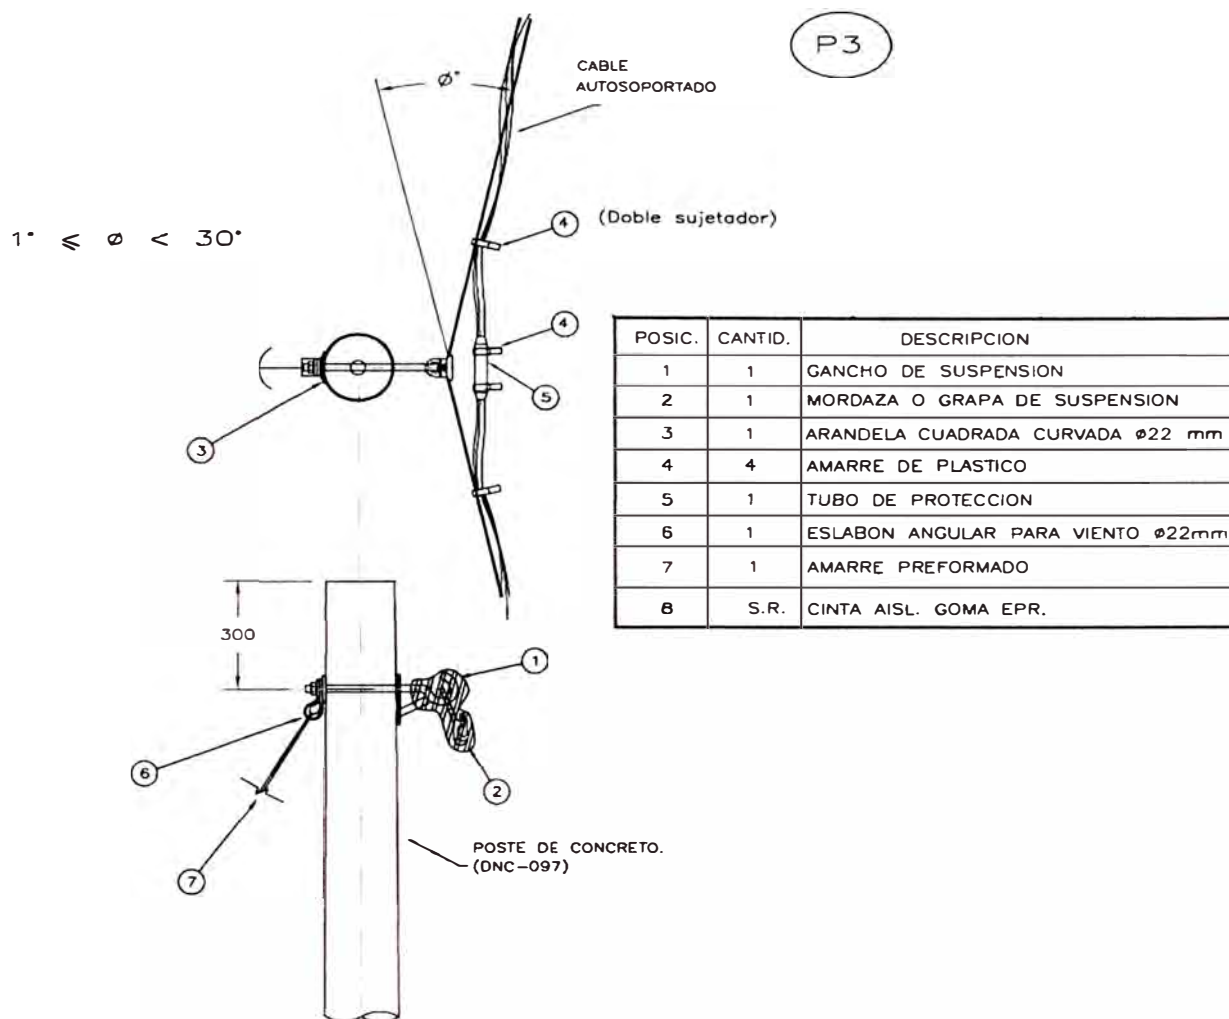 P3
CABLE
AUTOSOPORTADO
ø°
4 (Doble sujetador)
1° ⩽ ø < 30°
4
5
3
POSIC. CANTID. DESCRIPCION
1 1 GANCHO DE SUSPENSION
2 1 MORDAZA O GRAPA DE SUSPENSION
3 1 ARANDELA CUADRADA CURVADA ø22 mm
4 4 AMARRE DE PLASTICO
5 1 TUBO DE PROTECCION
6 1 ESLABON ANGULAR PARA VIENTO ø22mm
7 1 AMARRE PREFORMADO
8 S.R. CINTA AISL. GOMA EPR.
300
1
6
2
7
POSTE DE CONCRETO.
(DNC-097)